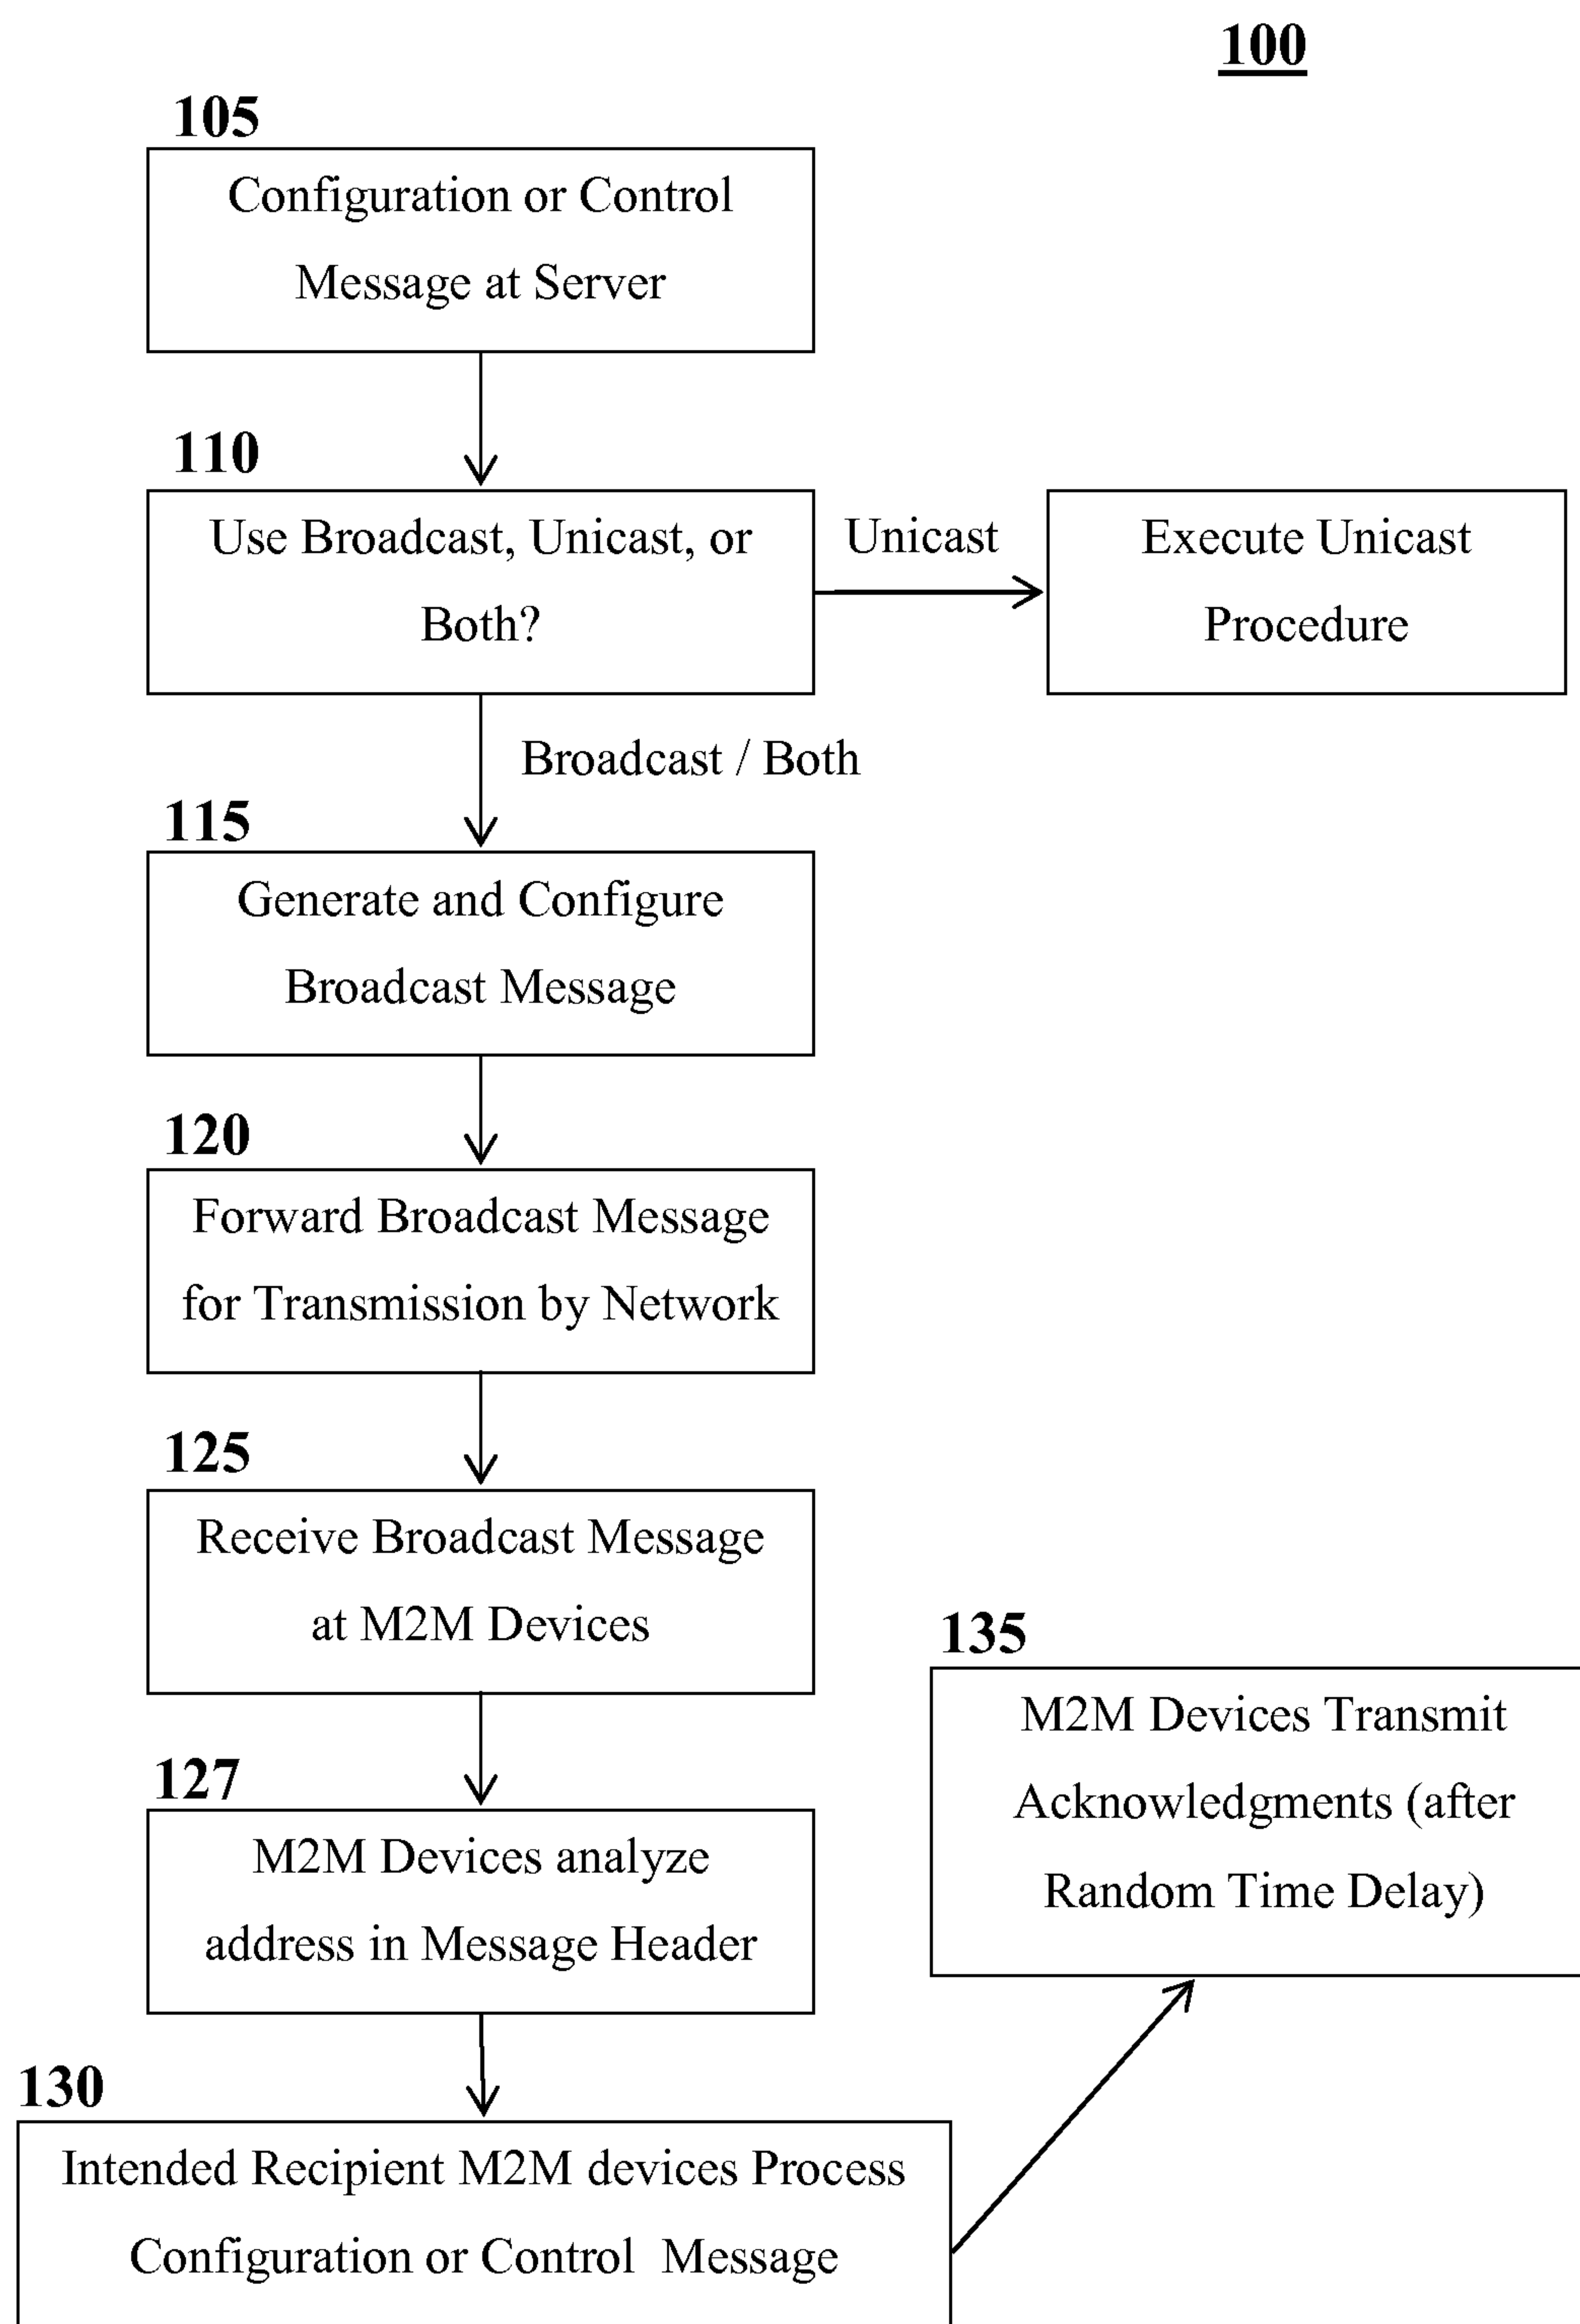 100
105
Configuration or Control
Message at Server
110
Use Broadcast, Unicast, or
Both?
Unicast
Execute Unicast
Procedure
Broadcast / Both
115
Generate and Configure
Broadcast Message
120
Forward Broadcast Message
for Transmission by Network
125
Receive Broadcast Message
at M2M Devices
127
M2M Devices analyze
address in Message Header
130
Intended Recipient M2M devices Process
Configuration or Control Message
135
M2M Devices Transmit
Acknowledgments (after
Random Time Delay)